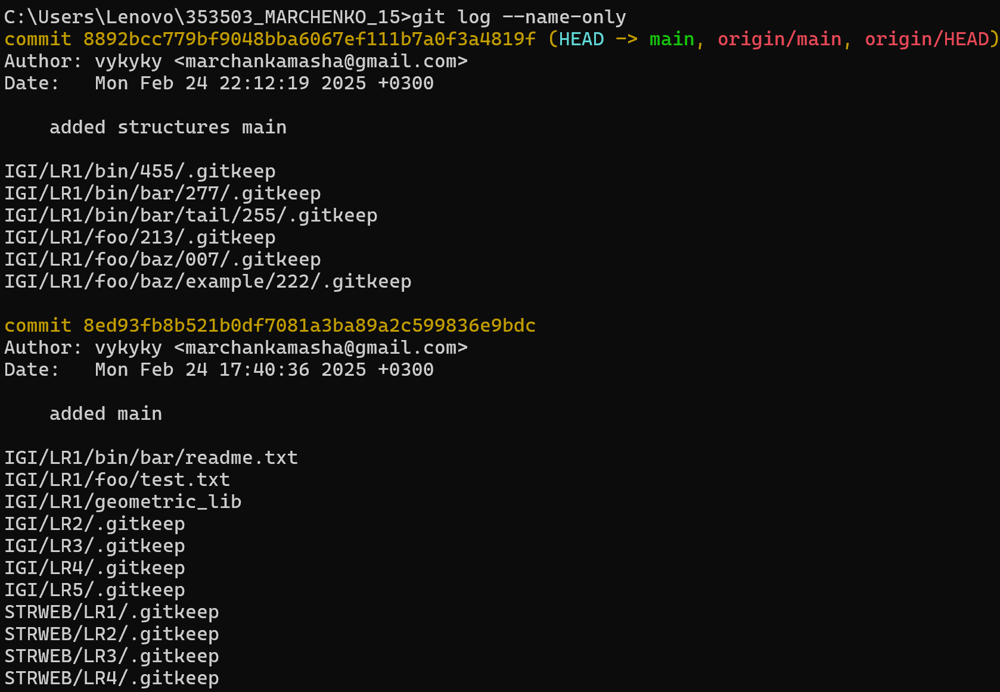 C:\Users\Lenovo\353503_MARCHENKO_15>git log --name-only
commit 8892bcc779bf9048bba6067ef111b7a0f3a4819f (HEAD -> main, origin/main, origin/HEAD)
Author: vykyky <marchankamasha@gmail.com>
Date:   Mon Feb 24 22:12:19 2025 +0300
    added structures main
IGI/LR1/bin/455/.gitkeep
IGI/LR1/bin/bar/277/.gitkeep
IGI/LR1/bin/bar/tail/255/.gitkeep
IGI/LR1/foo/213/.gitkeep
IGI/LR1/foo/baz/007/.gitkeep
IGI/LR1/foo/baz/example/222/.gitkeep
commit 8ed93fb8b521b0df7081a3ba89a2c599836e9bdc
Author: vykyky <marchankamasha@gmail.com>
Date:   Mon Feb 24 17:40:36 2025 +0300
    added main
IGI/LR1/bin/bar/readme.txt
IGI/LR1/foo/test.txt
IGI/LR1/geometric_lib
IGI/LR2/.gitkeep
IGI/LR3/.gitkeep
IGI/LR4/.gitkeep
IGI/LR5/.gitkeep
STRWEB/LR1/.gitkeep
STRWEB/LR2/.gitkeep
STRWEB/LR3/.gitkeep
STRWEB/LR4/.gitkeep